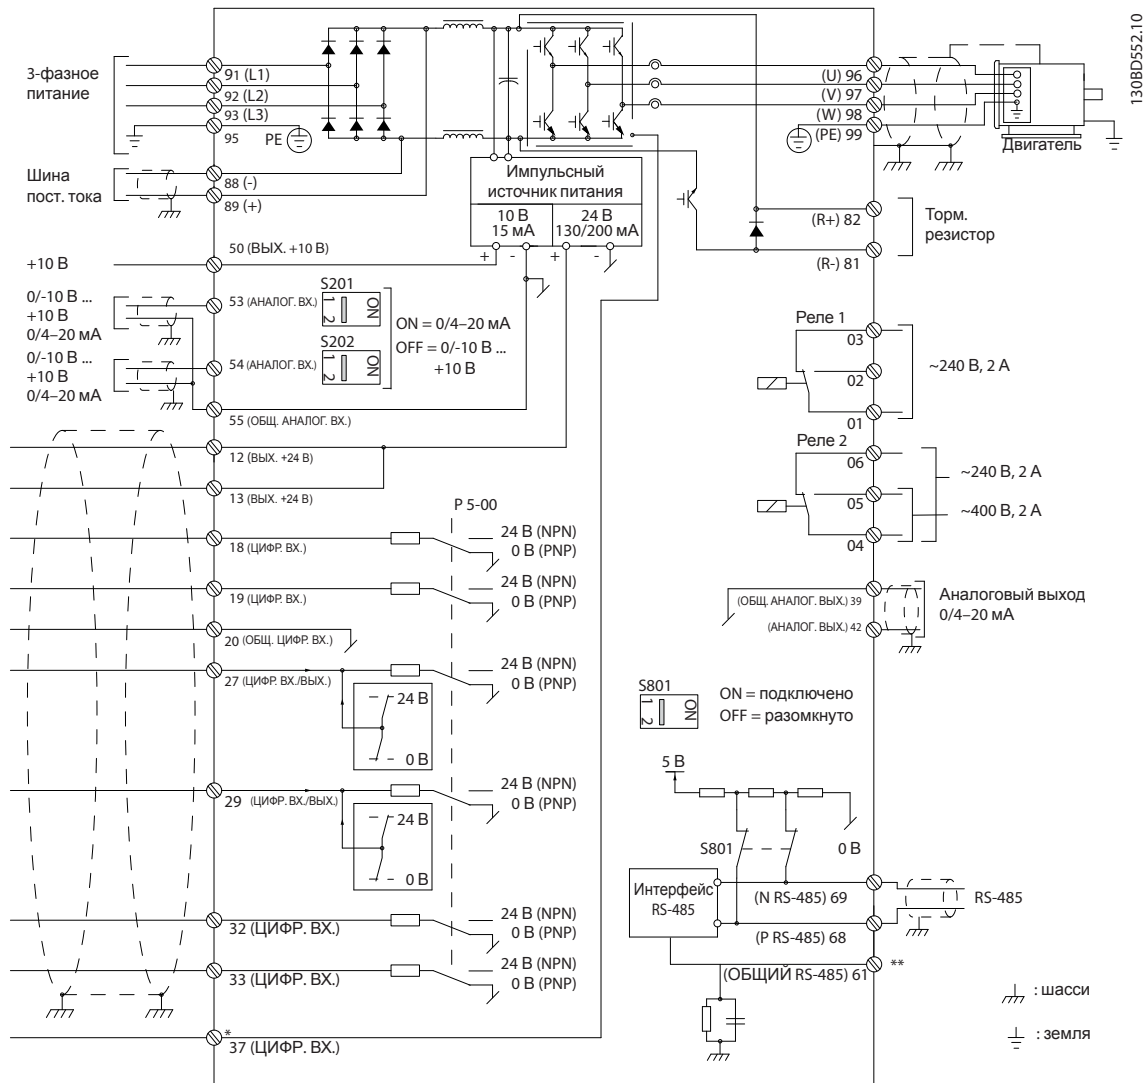 130BD552.10
3-фазное
питание
91 (L1)
92 (L2)
93 (L3)
95
PE
(U) 96
(V) 97
(W) 98
(PE) 99
Двигатель
Шина
пост. тока
88 (-)
89 (+)
Импульсный
источник питания
10 В
15 мА
24 В
130/200 мА
+ - + -
(R+) 82
(R-) 81
Торм.
резистор
+10 В
50 (ВЫХ. +10 В)
0/-10 В ...
+10 В
0/4–20 мА
53 (АНАЛОГ. ВХ.)
S201
1 2
ON
0/-10 В ...
+10 В
0/4–20 мА
54 (АНАЛОГ. ВХ.)
S202
1 2
ON
ON = 0/4–20 мА
OFF = 0/-10 В ...
+10 В
55 (ОБЩ. АНАЛОГ. ВХ.)
Реле 1
03
02
01
~240 В, 2 А
Реле 2
06
05
04
~240 В, 2 А
~400 В, 2 А
12 (ВЫХ. +24 В)
13 (ВЫХ. +24 В)
P 5-00
18 (ЦИФР. ВХ.)
24 В (NPN)
0 В (PNP)
19 (ЦИФР. ВХ.)
24 В (NPN)
0 В (PNP)
20 (ОБЩ. ЦИФР. ВХ.)
27 (ЦИФР. ВХ./ВЫХ.)
24 В (NPN)
0 В (PNP)
24 В
0 В
29 (ЦИФР. ВХ./ВЫХ.)
24 В (NPN)
0 В (PNP)
24 В
0 В
32 (ЦИФР. ВХ.)
24 В (NPN)
0 В (PNP)
33 (ЦИФР. ВХ.)
24 В (NPN)
0 В (PNP)
*
37 (ЦИФР. ВХ.)
(ОБЩ. АНАЛОГ. ВЫХ.) 39
(АНАЛОГ. ВЫХ.) 42
Аналоговый выход
0/4–20 мА
S801
1 2
ON
ON = подключено
OFF = разомкнуто
5 В
S801
0 В
Интерфейс
RS-485
(N RS-485) 69
(P RS-485) 68
RS-485
(ОБЩИЙ RS-485) 61
**
: шасси
: земля